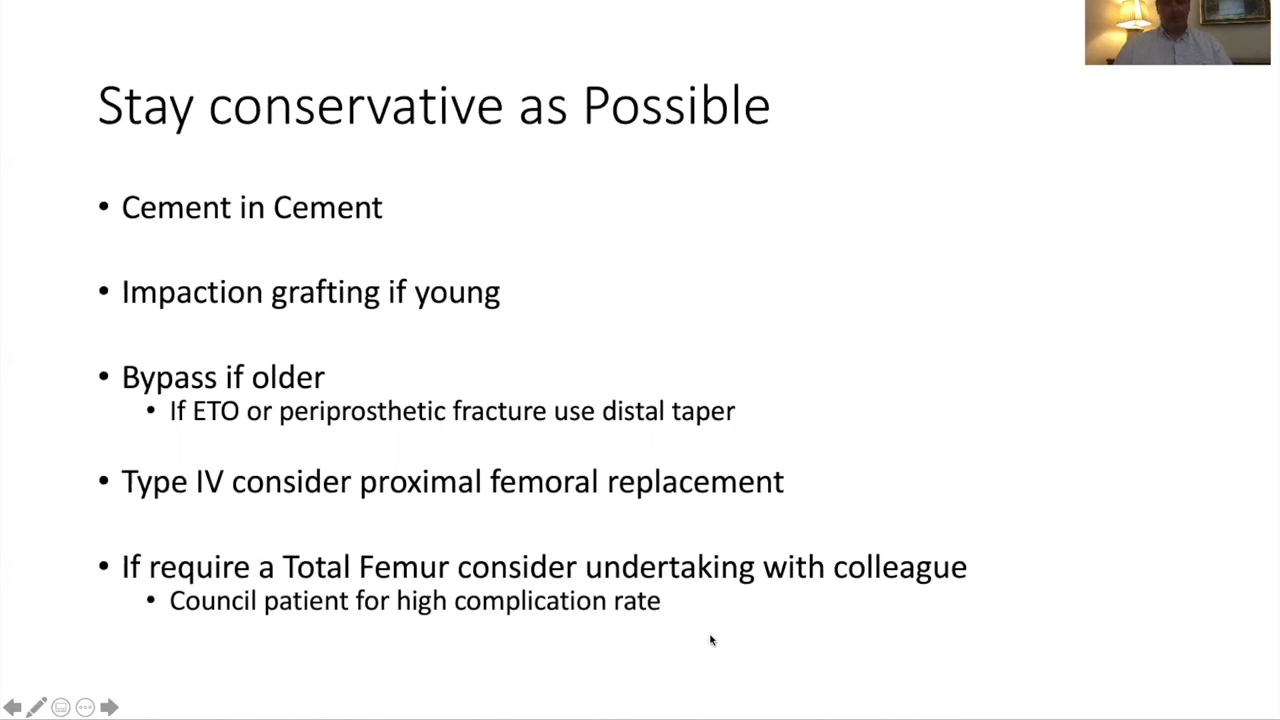 Stay conservative as Possible
• Cement in Cement
• Impaction grafting if young
• Bypass if older
• If ETO or periprosthetic fracture use distal taper
• Type IV consider proximal femoral replacement
• If require a Total Femur consider undertaking with colleague
• Council patient for high complication rate